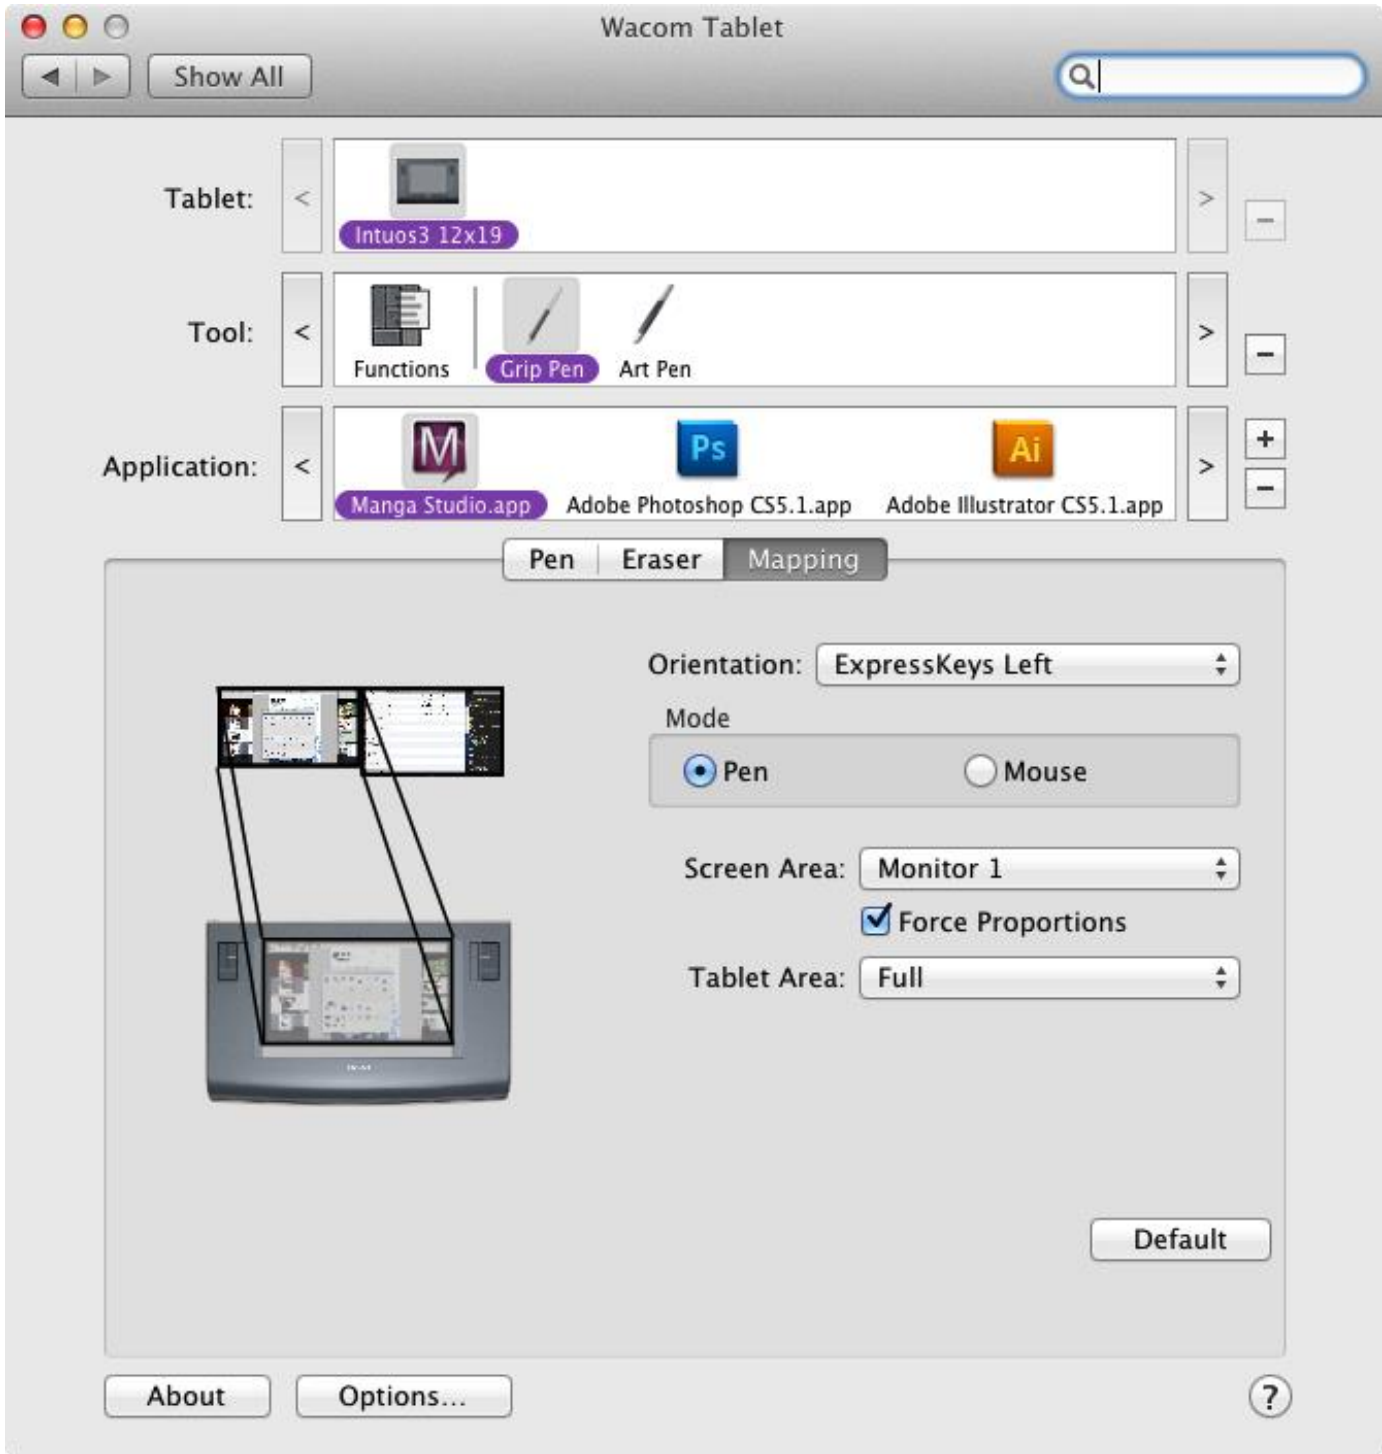 Wacom Tablet
Show All
Tablet:
<
>
Intuos3 12x19
Tool:
<
>
Functions
Grip Pen
Art Pen
Application:
<
>
M
Ps
Ai
Manga Studio.app
Adobe Photoshop CS5.1.app
Adobe Illustrator CS5.1.app
Pen
Eraser
Mapping
Orientation: ExpressKeys Left
Mode
Pen
Mouse
Screen Area: Monitor 1
Force Proportions
Tablet Area: Full
Default
About
Options...
?